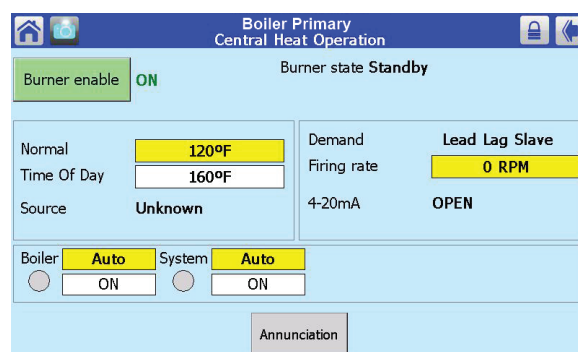 Boiler Primary
Central Heat Operation
Burner enable ON
Burner state Standby
Normal 120ºF
Time Of Day 160ºF
Source Unknown
Demand Lead Lag Slave
Firing rate 0 RPM
4-20mA OPEN
Boiler Auto System Auto
ON ON
Annunciation